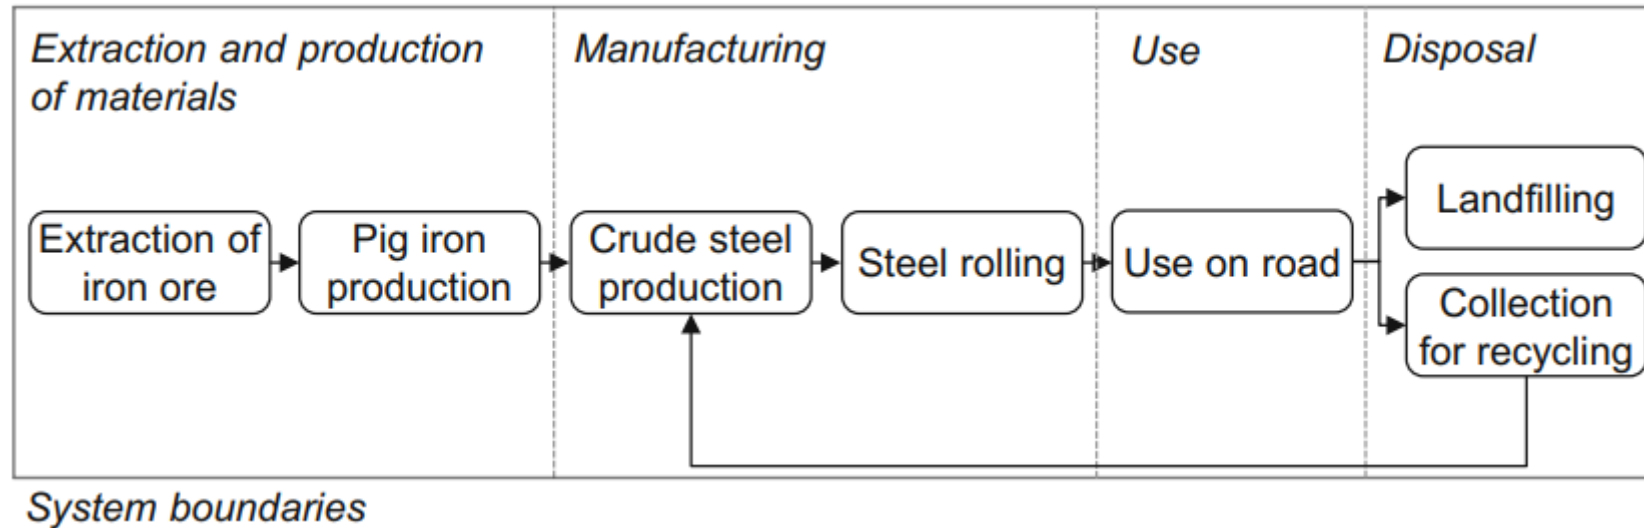 Extraction and production
of materials
Manufacturing
Use
Disposal
Extraction of
iron ore
Pig iron
production
Crude steel
production
Steel rolling
Use on road
Landfilling
Collection
for recycling
System boundaries